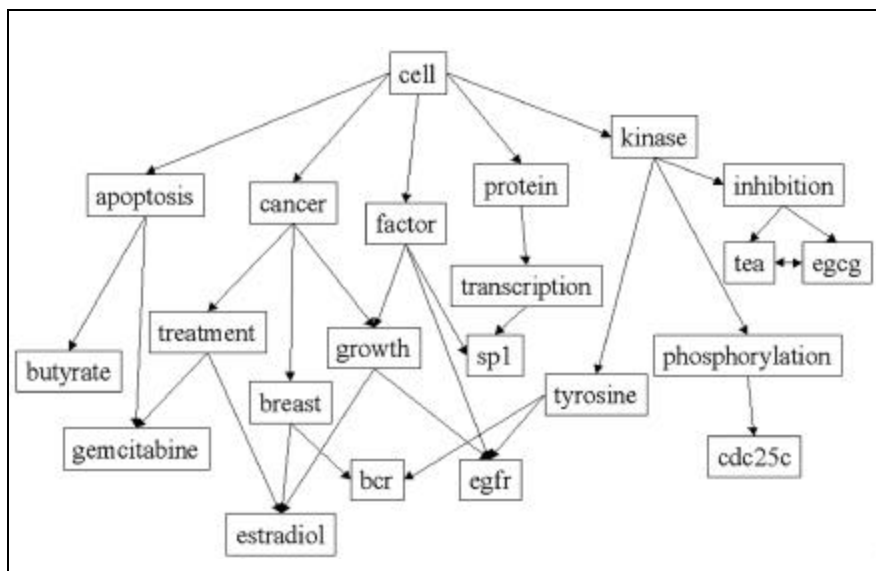 cell
kinase
apoptosis
cancer
factor
protein
inhibition
tea
egcg
transcription
treatment
growth
sp1
phosphorylation
butyrate
breast
tyrosine
gemcitabine
bcr
egfr
cdc25c
estradiol